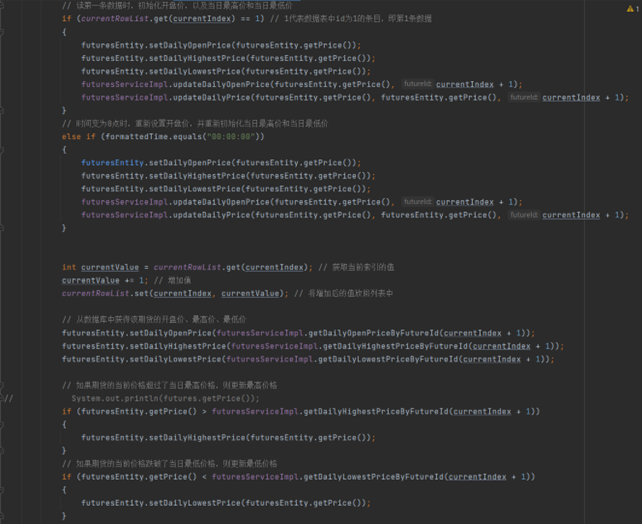 // 读第一条数据时，初始化开盘价，以及当日最高价和当日最低价
if (currentRowList.get(currentIndex) == 1) // 1代表数据表中id为1的条目，即第1条数据
{
futuresEntity.setDailyOpenPrice(futuresEntity.getPrice());
futuresEntity.setDailyHighestPrice(futuresEntity.getPrice());
futuresEntity.setDailyLowestPrice(futuresEntity.getPrice());
futuresServiceImpl.updateDailyOpenPrice(futuresEntity.getPrice(), futureId: currentIndex + 1);
futuresServiceImpl.updateDailyPrice(futuresEntity.getPrice(), futuresEntity.getPrice(), futureId: currentIndex + 1);
}
// 时间变为0点时，重新设置开盘价，并重新初始化当日最高价和当日最低价
else if (formattedTime.equals("00:00:00"))
{
futuresEntity.setDailyOpenPrice(futuresEntity.getPrice());
futuresEntity.setDailyHighestPrice(futuresEntity.getPrice());
futuresEntity.setDailyLowestPrice(futuresEntity.getPrice());
futuresServiceImpl.updateDailyOpenPrice(futuresEntity.getPrice(), futureId: currentIndex + 1);
futuresServiceImpl.updateDailyPrice(futuresEntity.getPrice(), futuresEntity.getPrice(), futureId: currentIndex + 1);
}
int currentValue = currentRowList.get(currentIndex); // 获取当前索引的值
currentValue += 1; // 增加值
currentRowList.set(currentIndex, currentValue); // 将增加后的值放回列表中
// 从数据库中获得该期货的开盘价、最高价、最低价
futuresEntity.setDailyOpenPrice(futuresServiceImpl.getDailyOpenPriceByFutureId(currentIndex + 1));
futuresEntity.setDailyHighestPrice(futuresServiceImpl.getDailyHighestPriceByFutureId(currentIndex + 1));
futuresEntity.setDailyLowestPrice(futuresServiceImpl.getDailyLowestPriceByFutureId(currentIndex + 1));
// 如果期货的当前价格超过了当日最高价格，则更新最高价格
// System.out.println(futures.getPrice());
if (futuresEntity.getPrice() > futuresServiceImpl.getDailyHighestPriceByFutureId(currentIndex + 1))
{
futuresEntity.setDailyHighestPrice(futuresEntity.getPrice());
}
// 如果期货的当前价格跌破了当日最低价格，则更新最低价格
if (futuresEntity.getPrice() < futuresServiceImpl.getDailyLowestPriceByFutureId(currentIndex + 1))
{
futuresEntity.setDailyLowestPrice(futuresEntity.getPrice());
}